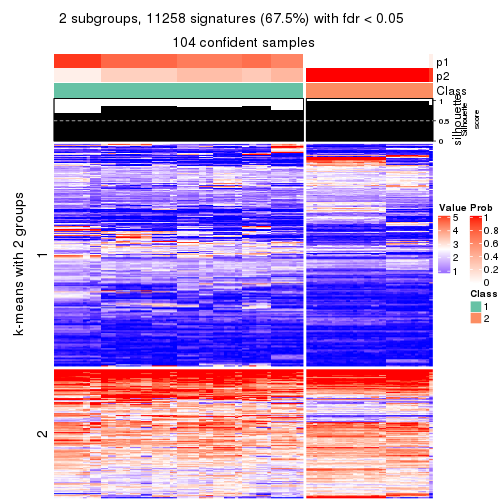 2 subgroups, 11258 signatures (67.5%) with fdr < 0.05
104 confident samples
p1
p2
Class
1
0.5
0
silhouette
Silhouette
score
k-means with 2 groups
1
2
Value
5
4
3
2
1
Prob
1
0.8
0.6
0.4
0.2
0
Class
1
2